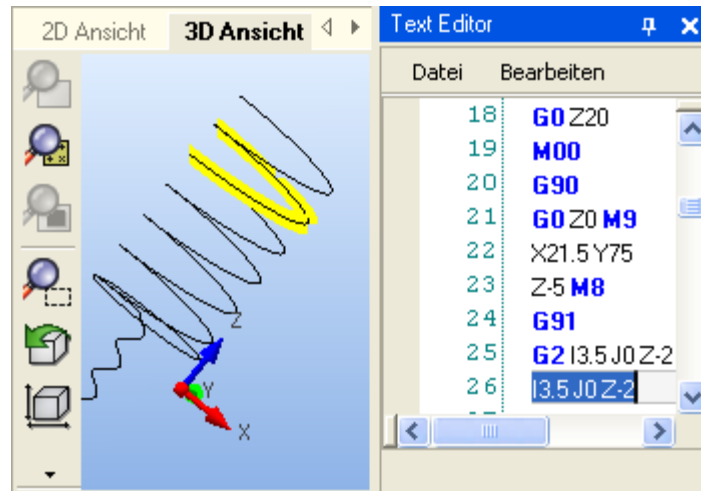 2D Ansicht 3D Ansicht
Z
Y
X
Text Editor
Datei Bearbeiten
18 G0 Z20
19 M00
20 G90
21 G0 Z0 M9
22 X21.5 Y75
23 Z-5 M8
24 G91
25 G2 I3.5 J0 Z-2
26 I3.5 J0 Z-2